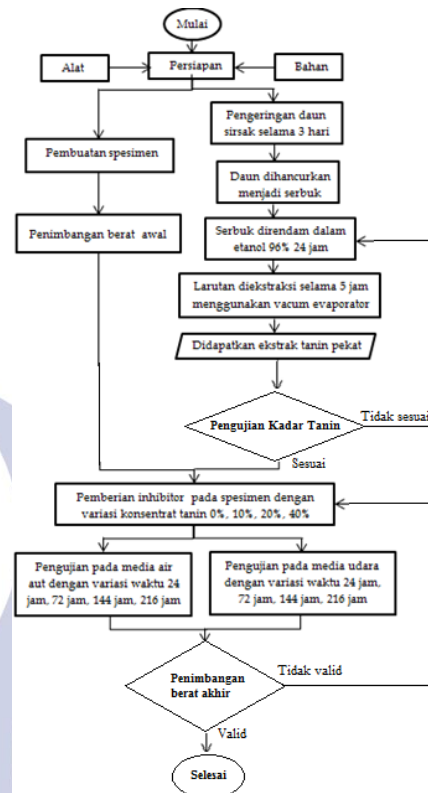 Mulai
Alat
Persiapan
Bahan
Pengeringan daun
sirsak selama 3 hari
Pembuatan spesimen
Daun dihancurkan
menjadi serbuk
Penimbangan berat awal
Serbuk direndam dalam
etanol 96% 24 jam
Larutan diekstraksi selama 5 jam
menggunakan vacum evaporator
Didapatkan ekstrak tanin pekat
Pengujian Kadar Tanin
Tidak sesuai
Sesuai
Pemberian inhibitor pada spesimen dengan
variasi konsentrat tanin 0%, 10%, 20%, 40%
Pengujian pada media air
aut dengan variasi waktu 24
jam, 72 jam, 144 jam, 216 jam
Pengujian pada media udara
dengan variasi waktu 24 jam,
72 jam, 144 jam, 216 jam
Penimbangan
berat akhir
Tidak valid
Valid
Selesai